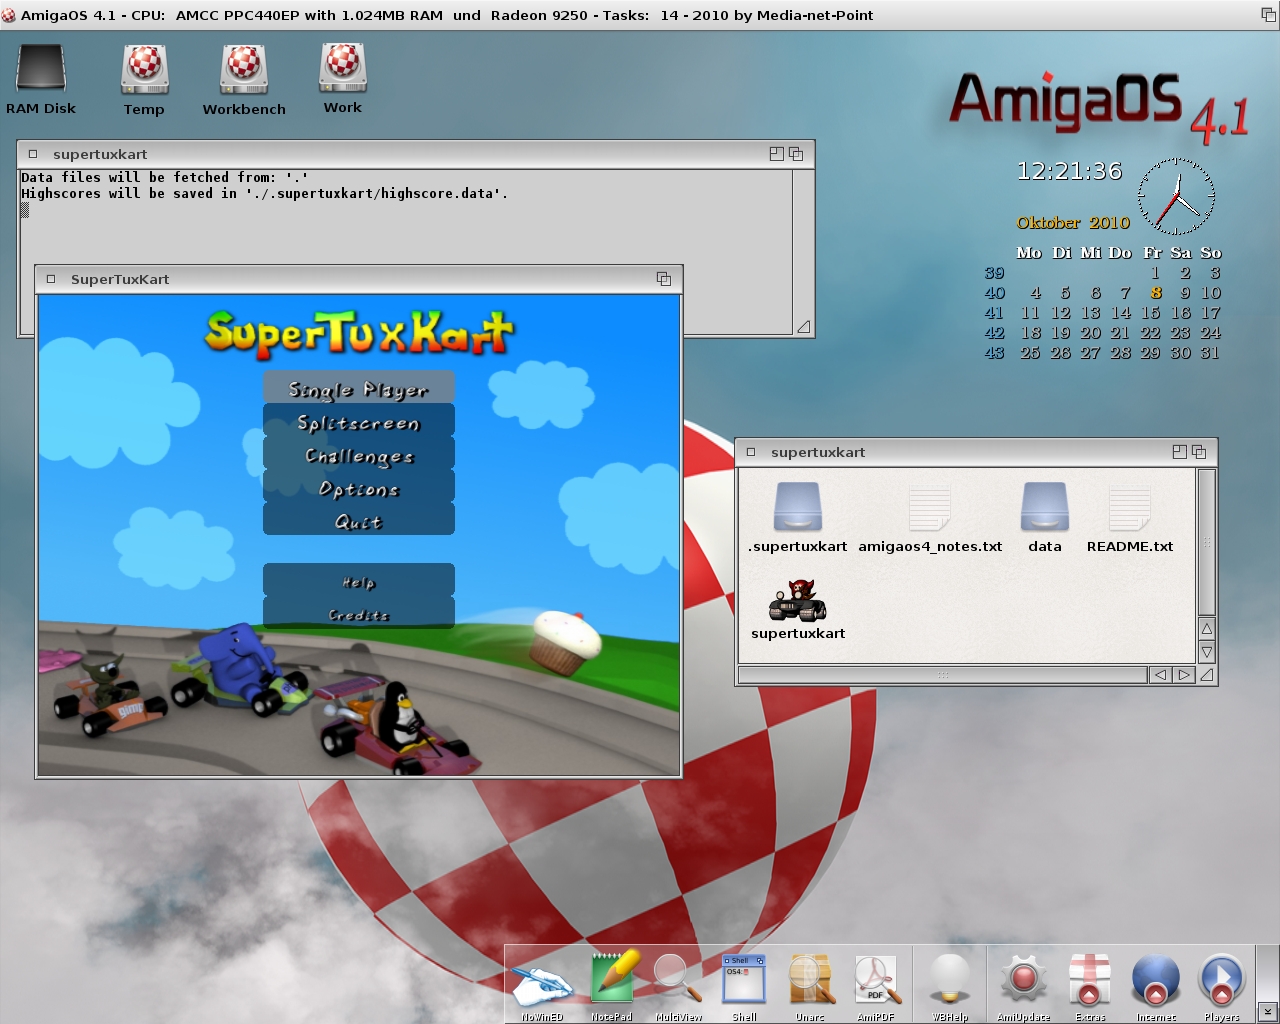 AmigaOS 4.1 - CPU: AMCC PPC440EP with 1.024MB RAM und Radeon 9250 - Tasks: 14 - 2010 by Media-net-Point
RAM Disk
Temp
Workbench
Work
AmigaOS 4.1
supertuxkart
Data files will be fetched from: '.'
Highscores will be saved in './.supertuxkart/highscore.data'.
12:21:36
Oktober 2010
Mo Di Mi Do Fr Sa So
39 1 2 3
40 4 5 6 7 8 9 10
41 11 12 13 14 15 16 17
42 18 19 20 21 22 23 24
43 25 26 27 28 29 30 31
SuperTuxKart
SuperTuxKart
Single Player
Splitscreen
Challenges
Options
Quit
Help
Credits
gimp
supertuxkart
.supertuxkart
amigaos4_notes.txt
data
README.txt
supertuxkart
Shell
OS4:
PDF
NoWinED
NotePad
MultiView
Shell
Unarc
AmiPDF
WBHelp
AmiUpdate
Extras
Internet
Players